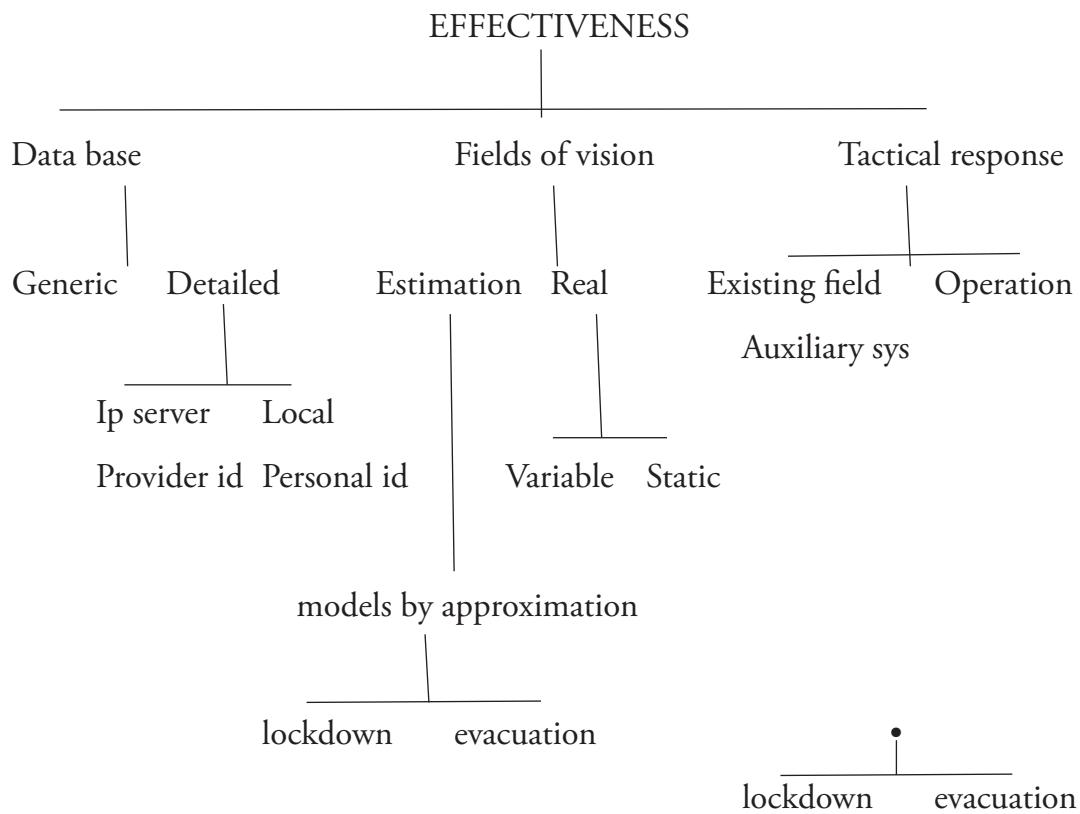 EFFECTIVENESS
Data base Fields of vision Tactical response
Generic Detailed Estimation Real Existing field Operation
Auxiliary sys
Ip server Local
Provider id Personal id Variable Static
models by approximation
lockdown evacuation
lockdown evacuation